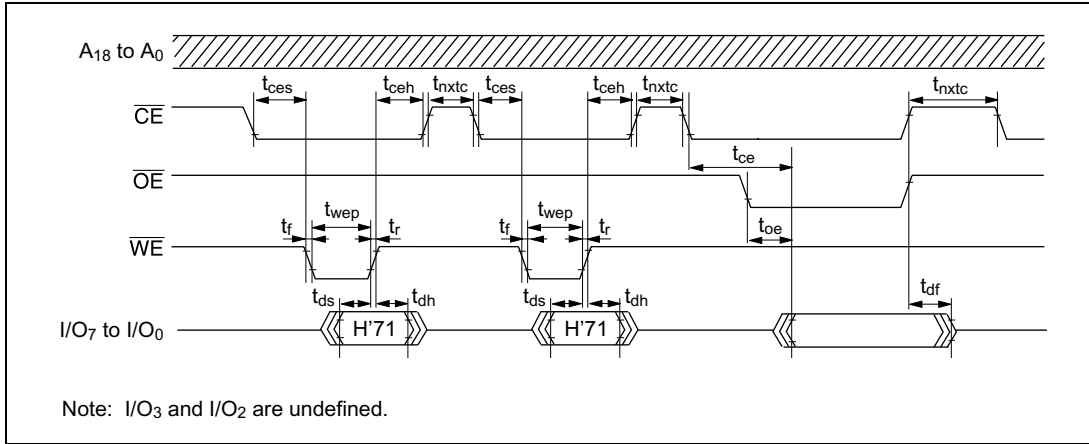 A18 to A0
tces tceh tnxtc tces tceh tnxtc tnxtc
CE
tce
OE
twep twep
tf tr tf tr toe
WE
tds tdh tds tdh tdf
I/O7 to I/O0 H'71 H'71
Note: I/O3 and I/O2 are undefined.